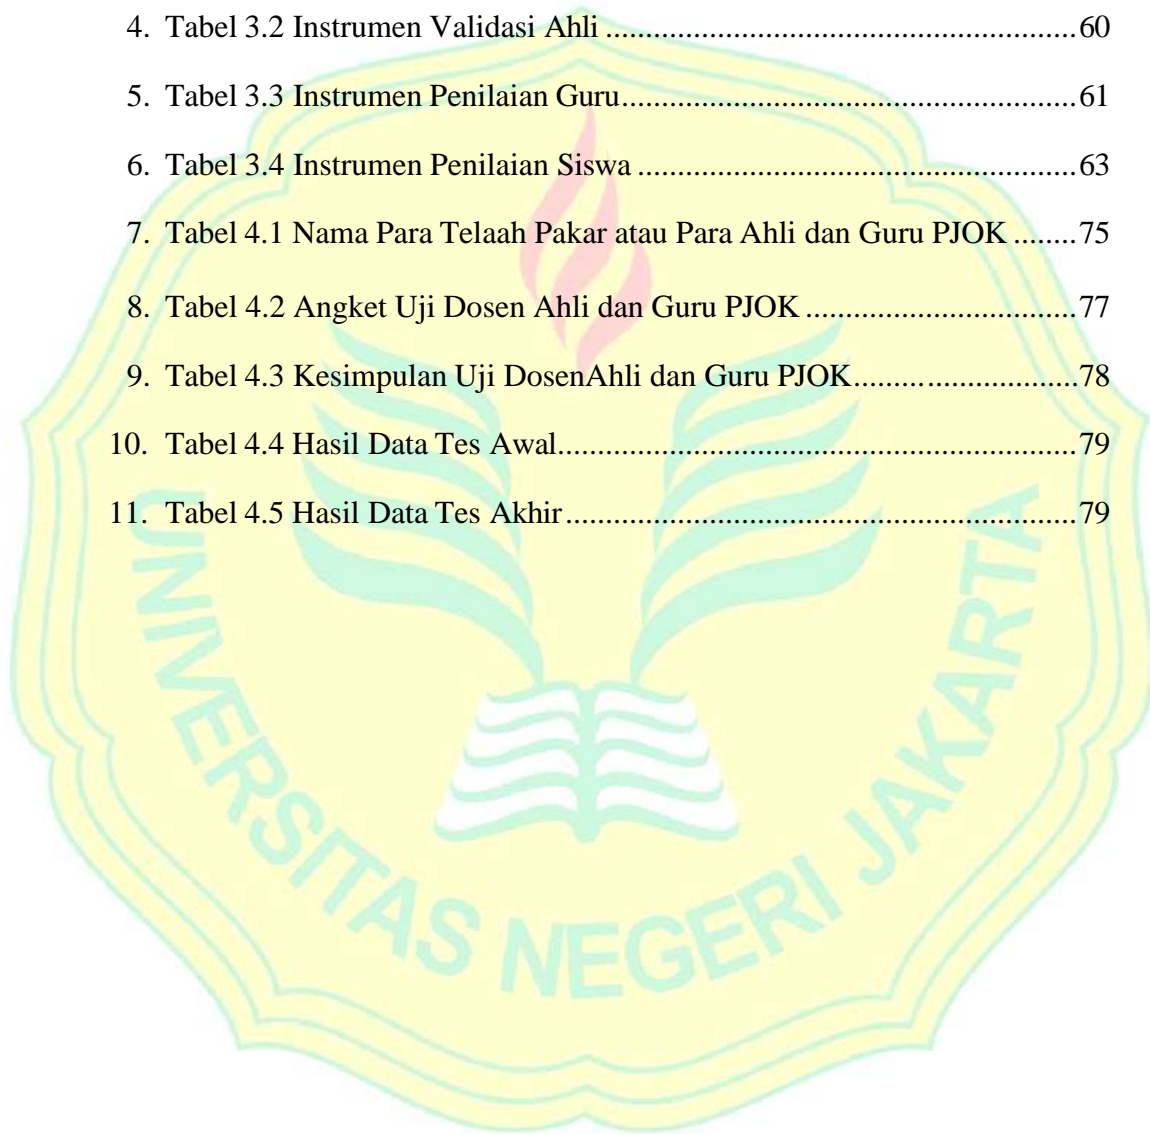 4. Tabel 3.2 Instrumen Validasi Ahli ........................................................... 60
5. Tabel 3.3 Instrumen Penilaian Guru......................................................... 61
6. Tabel 3.4 Instrumen Penilaian Siswa ....................................................... 63
7. Tabel 4.1 Nama Para Telaah Pakar atau Para Ahli dan Guru PJOK ........ 75
8. Tabel 4.2 Angket Uji Dosen Ahli dan Guru PJOK .................................. 77
9. Tabel 4.3 Kesimpulan Uji DosenAhli dan Guru PJOK............................78
10. Tabel 4.4 Hasil Data Tes Awal................................................................. 79
11. Tabel 4.5 Hasil Data Tes Akhir ................................................................ 79
UNIVERSITAS NEGERI JAKARTA